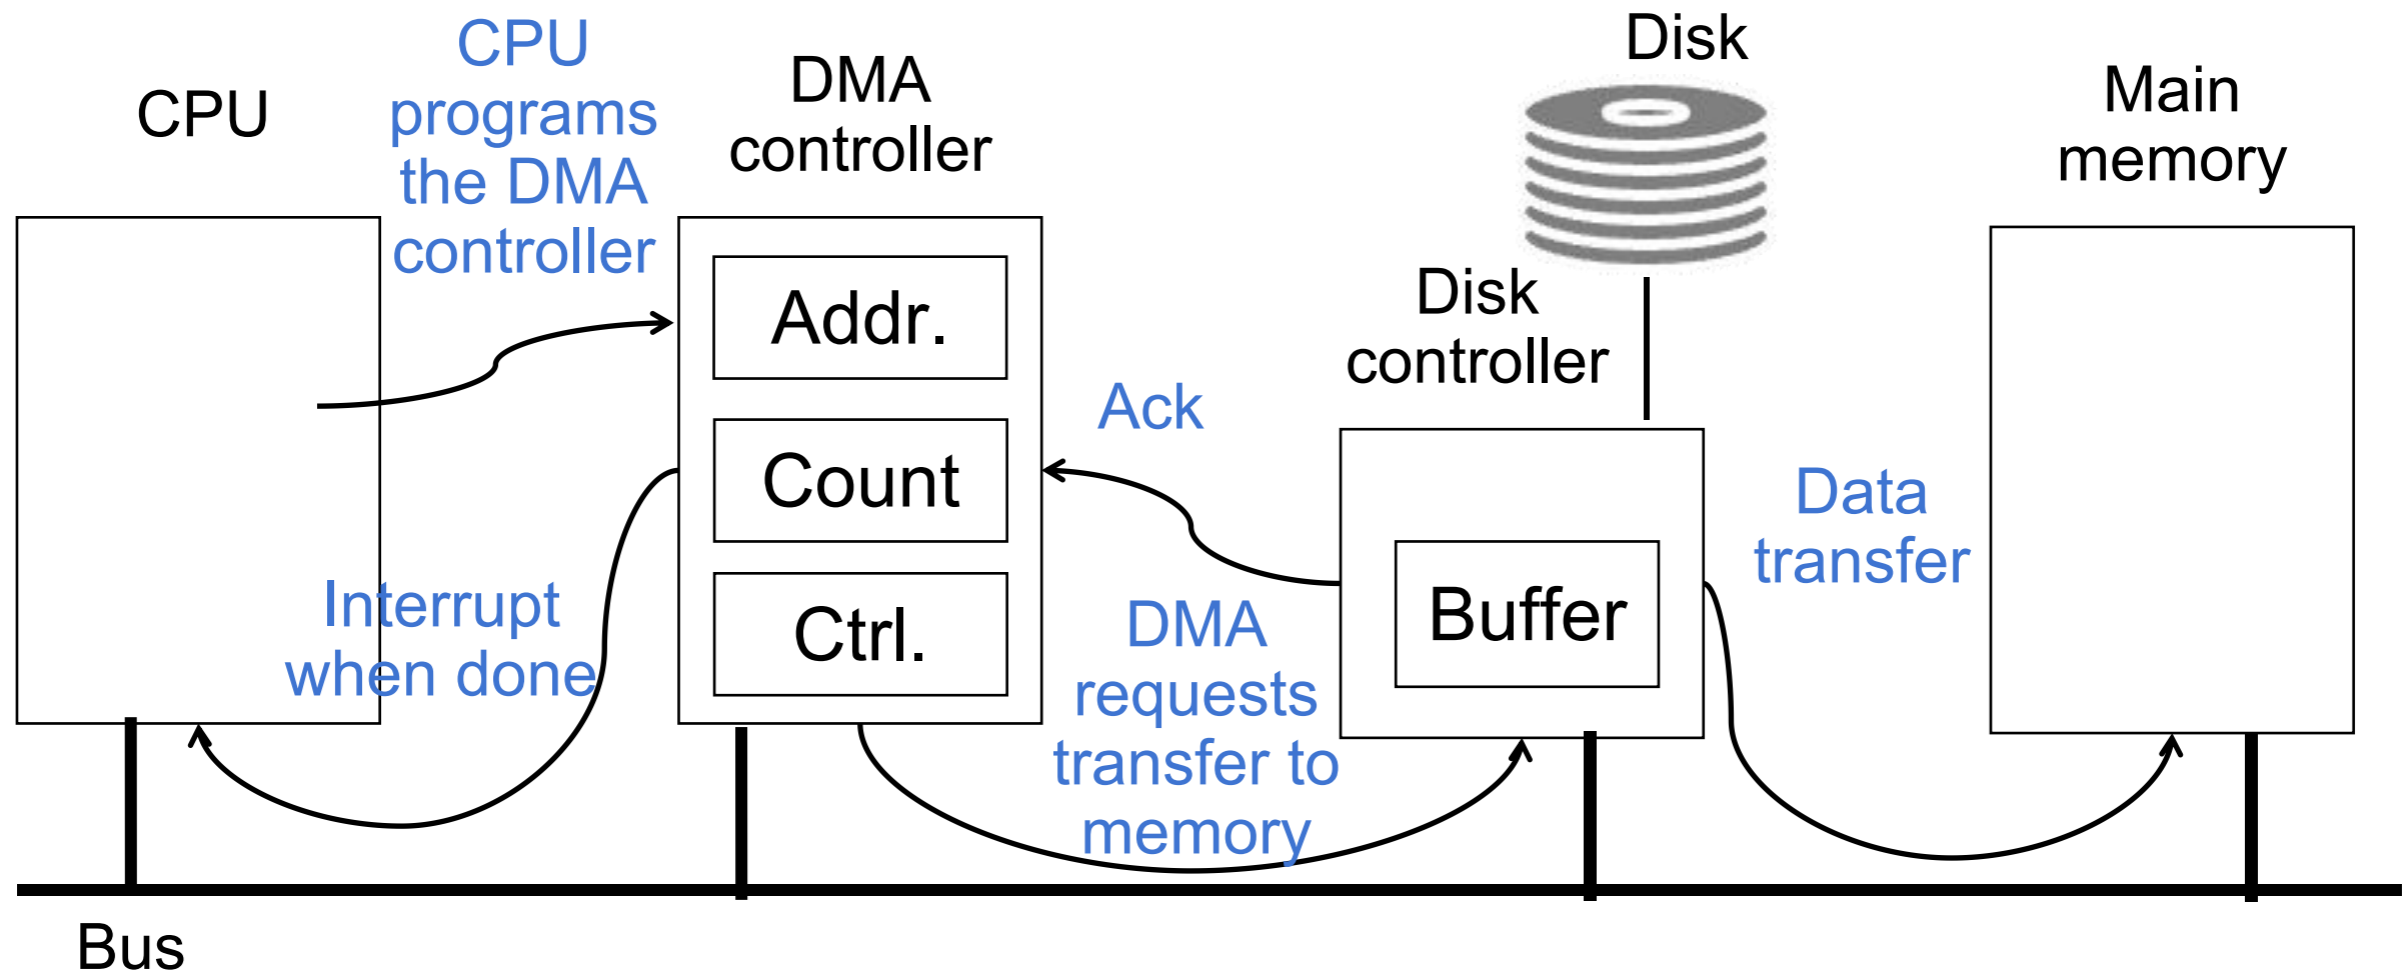 CPU
CPU
programs
the DMA
controller
DMA
controller
Disk
Main
memory
Disk
controller
Addr.
Count
Ctrl.
Ack
Buffer
Data
transfer
Interrupt
when done
DMA
requests
transfer to
memory
Bus